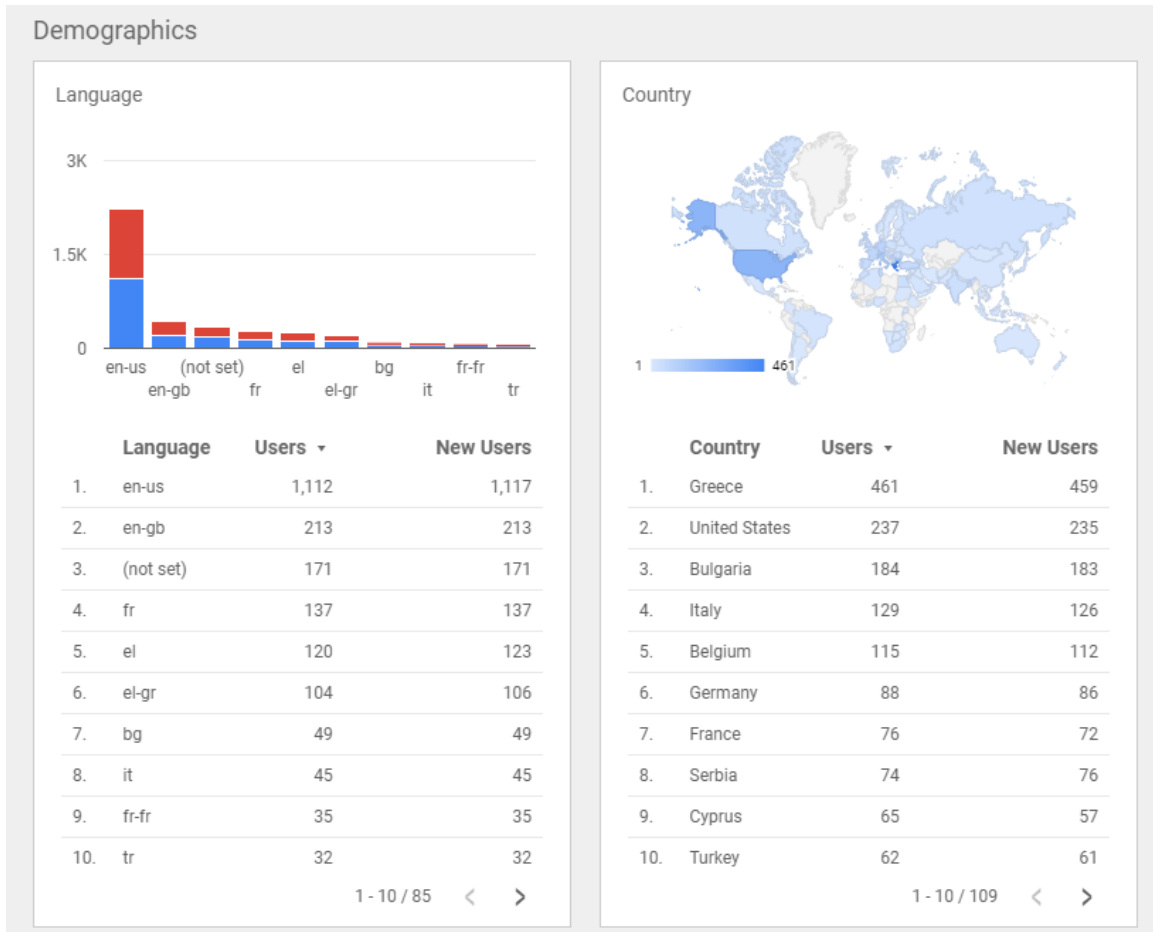 Demographics
Language
3K
1.5K
0
en-us (not set) el bg fr-fr
en-gb fr el-gr it tr
Language Users New Users
1. en-us 1,112 1,117
2. en-gb 213 213
3. (not set) 171 171
4. fr 137 137
5. el 120 123
6. el-gr 104 106
7. bg 49 49
8. it 45 45
9. fr-fr 35 35
10. tr 32 32
1 - 10 / 85
Country
1 461
Country Users New Users
1. Greece 461 459
2. United States 237 235
3. Bulgaria 184 183
4. Italy 129 126
5. Belgium 115 112
6. Germany 88 86
7. France 76 72
8. Serbia 74 76
9. Cyprus 65 57
10. Turkey 62 61
1 - 10 / 109